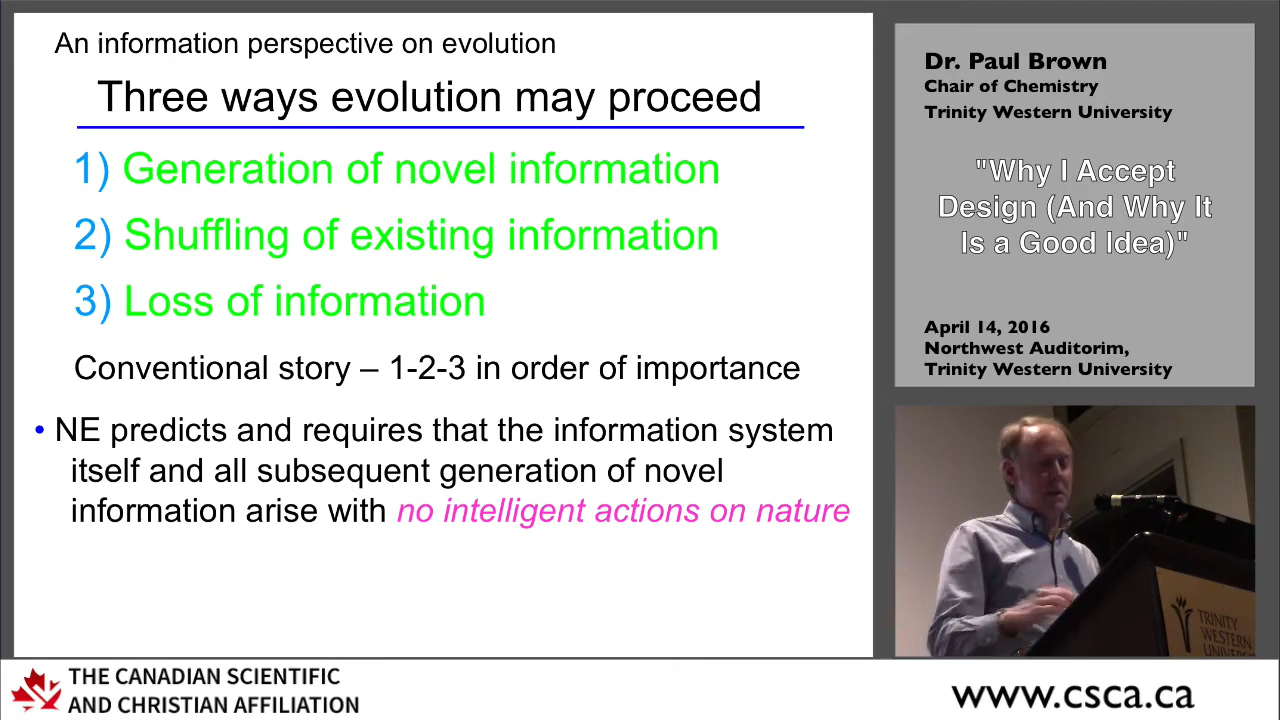 An information perspective on evolution
Three ways evolution may proceed
1) Generation of novel information
2) Shuffling of existing information
3) Loss of information
Conventional story – 1-2-3 in order of importance
• NE predicts and requires that the information system
itself and all subsequent generation of novel
information arise with no intelligent actions on nature
Dr. Paul Brown
Chair of Chemistry
Trinity Western University
"Why I Accept
Design (And Why It
Is a Good Idea)"
April 14, 2016
Northwest Auditorim,
Trinity Western University
TRINITY
WESTERN
UNIVERSITY
THE CANADIAN SCIENTIFIC
AND CHRISTIAN AFFILIATION
www.csca.ca